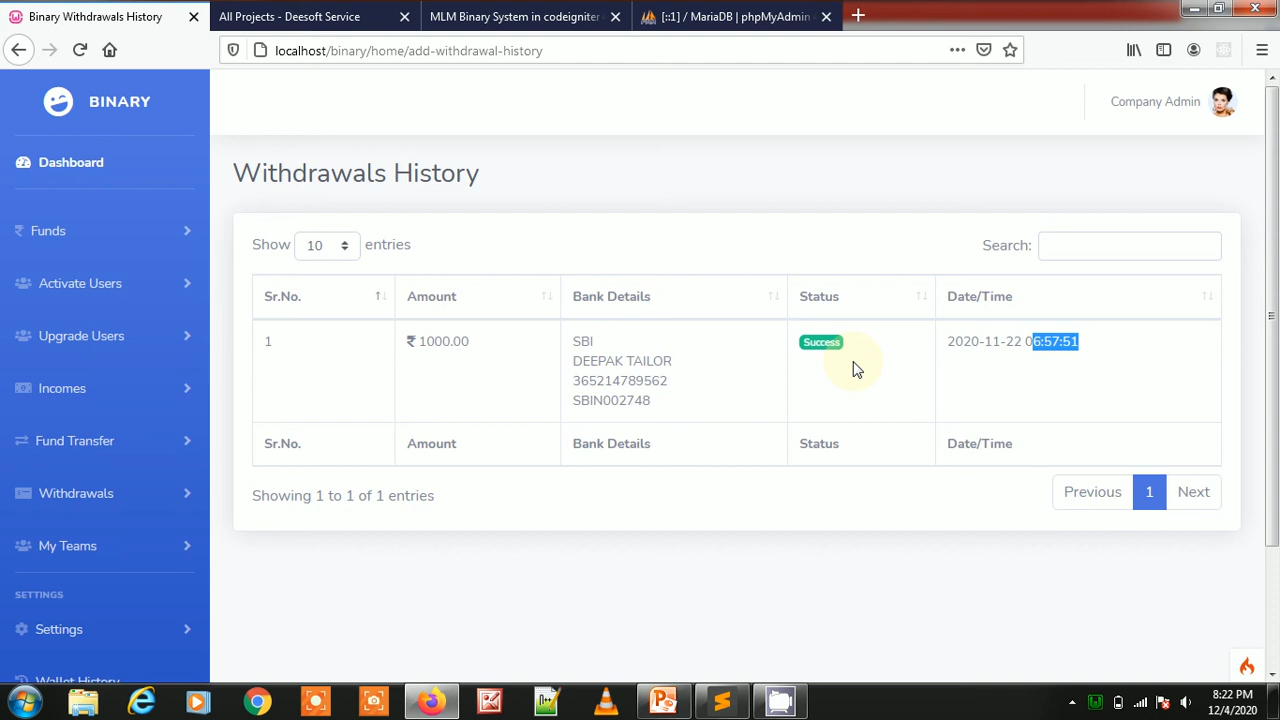 Binary Withdrawals History
All Projects - Deesoft Service
MLM Binary System in codeigniter
[::1] / MariaDB | phpMyAdmin
localhost/binary/home/add-withdrawal-history
BINARY
Company Admin
Dashboard
Funds
Activate Users
Upgrade Users
Incomes
Fund Transfer
Withdrawals
My Teams
SETTINGS
Settings
Wallet History
Withdrawals History
Show 10 entries
Search:
Sr.No. Amount Bank Details Status Date/Time
1 ₹ 1000.00 SBI Success 2020-11-22 06:57:51
DEEPAK TAILOR
365214789562
SBIN002748
Sr.No. Amount Bank Details Status Date/Time
Showing 1 to 1 of 1 entries
Previous 1 Next
8:22 PM
12/4/2020